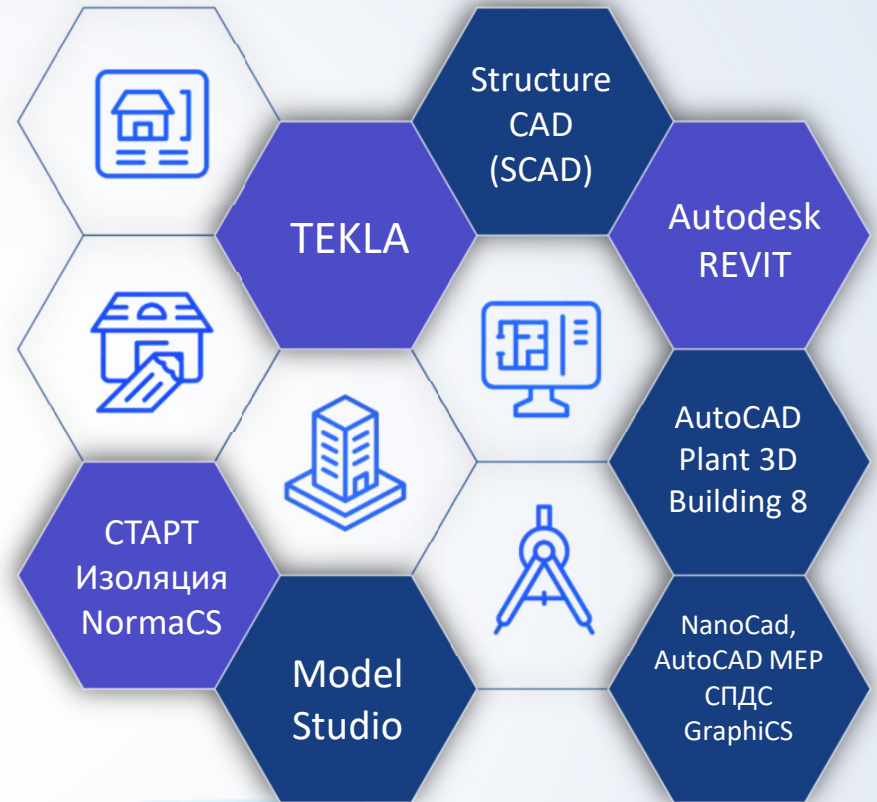 Structure
CAD
(SCAD)
TEKLA
Autodesk
REVIT
AutoCAD
Plant 3D
Building 8
СТАРТ
Изоляция
NormaCS
Model
Studio
NanoCad,
AutoCAD MEP
СПДС
GraphiCS